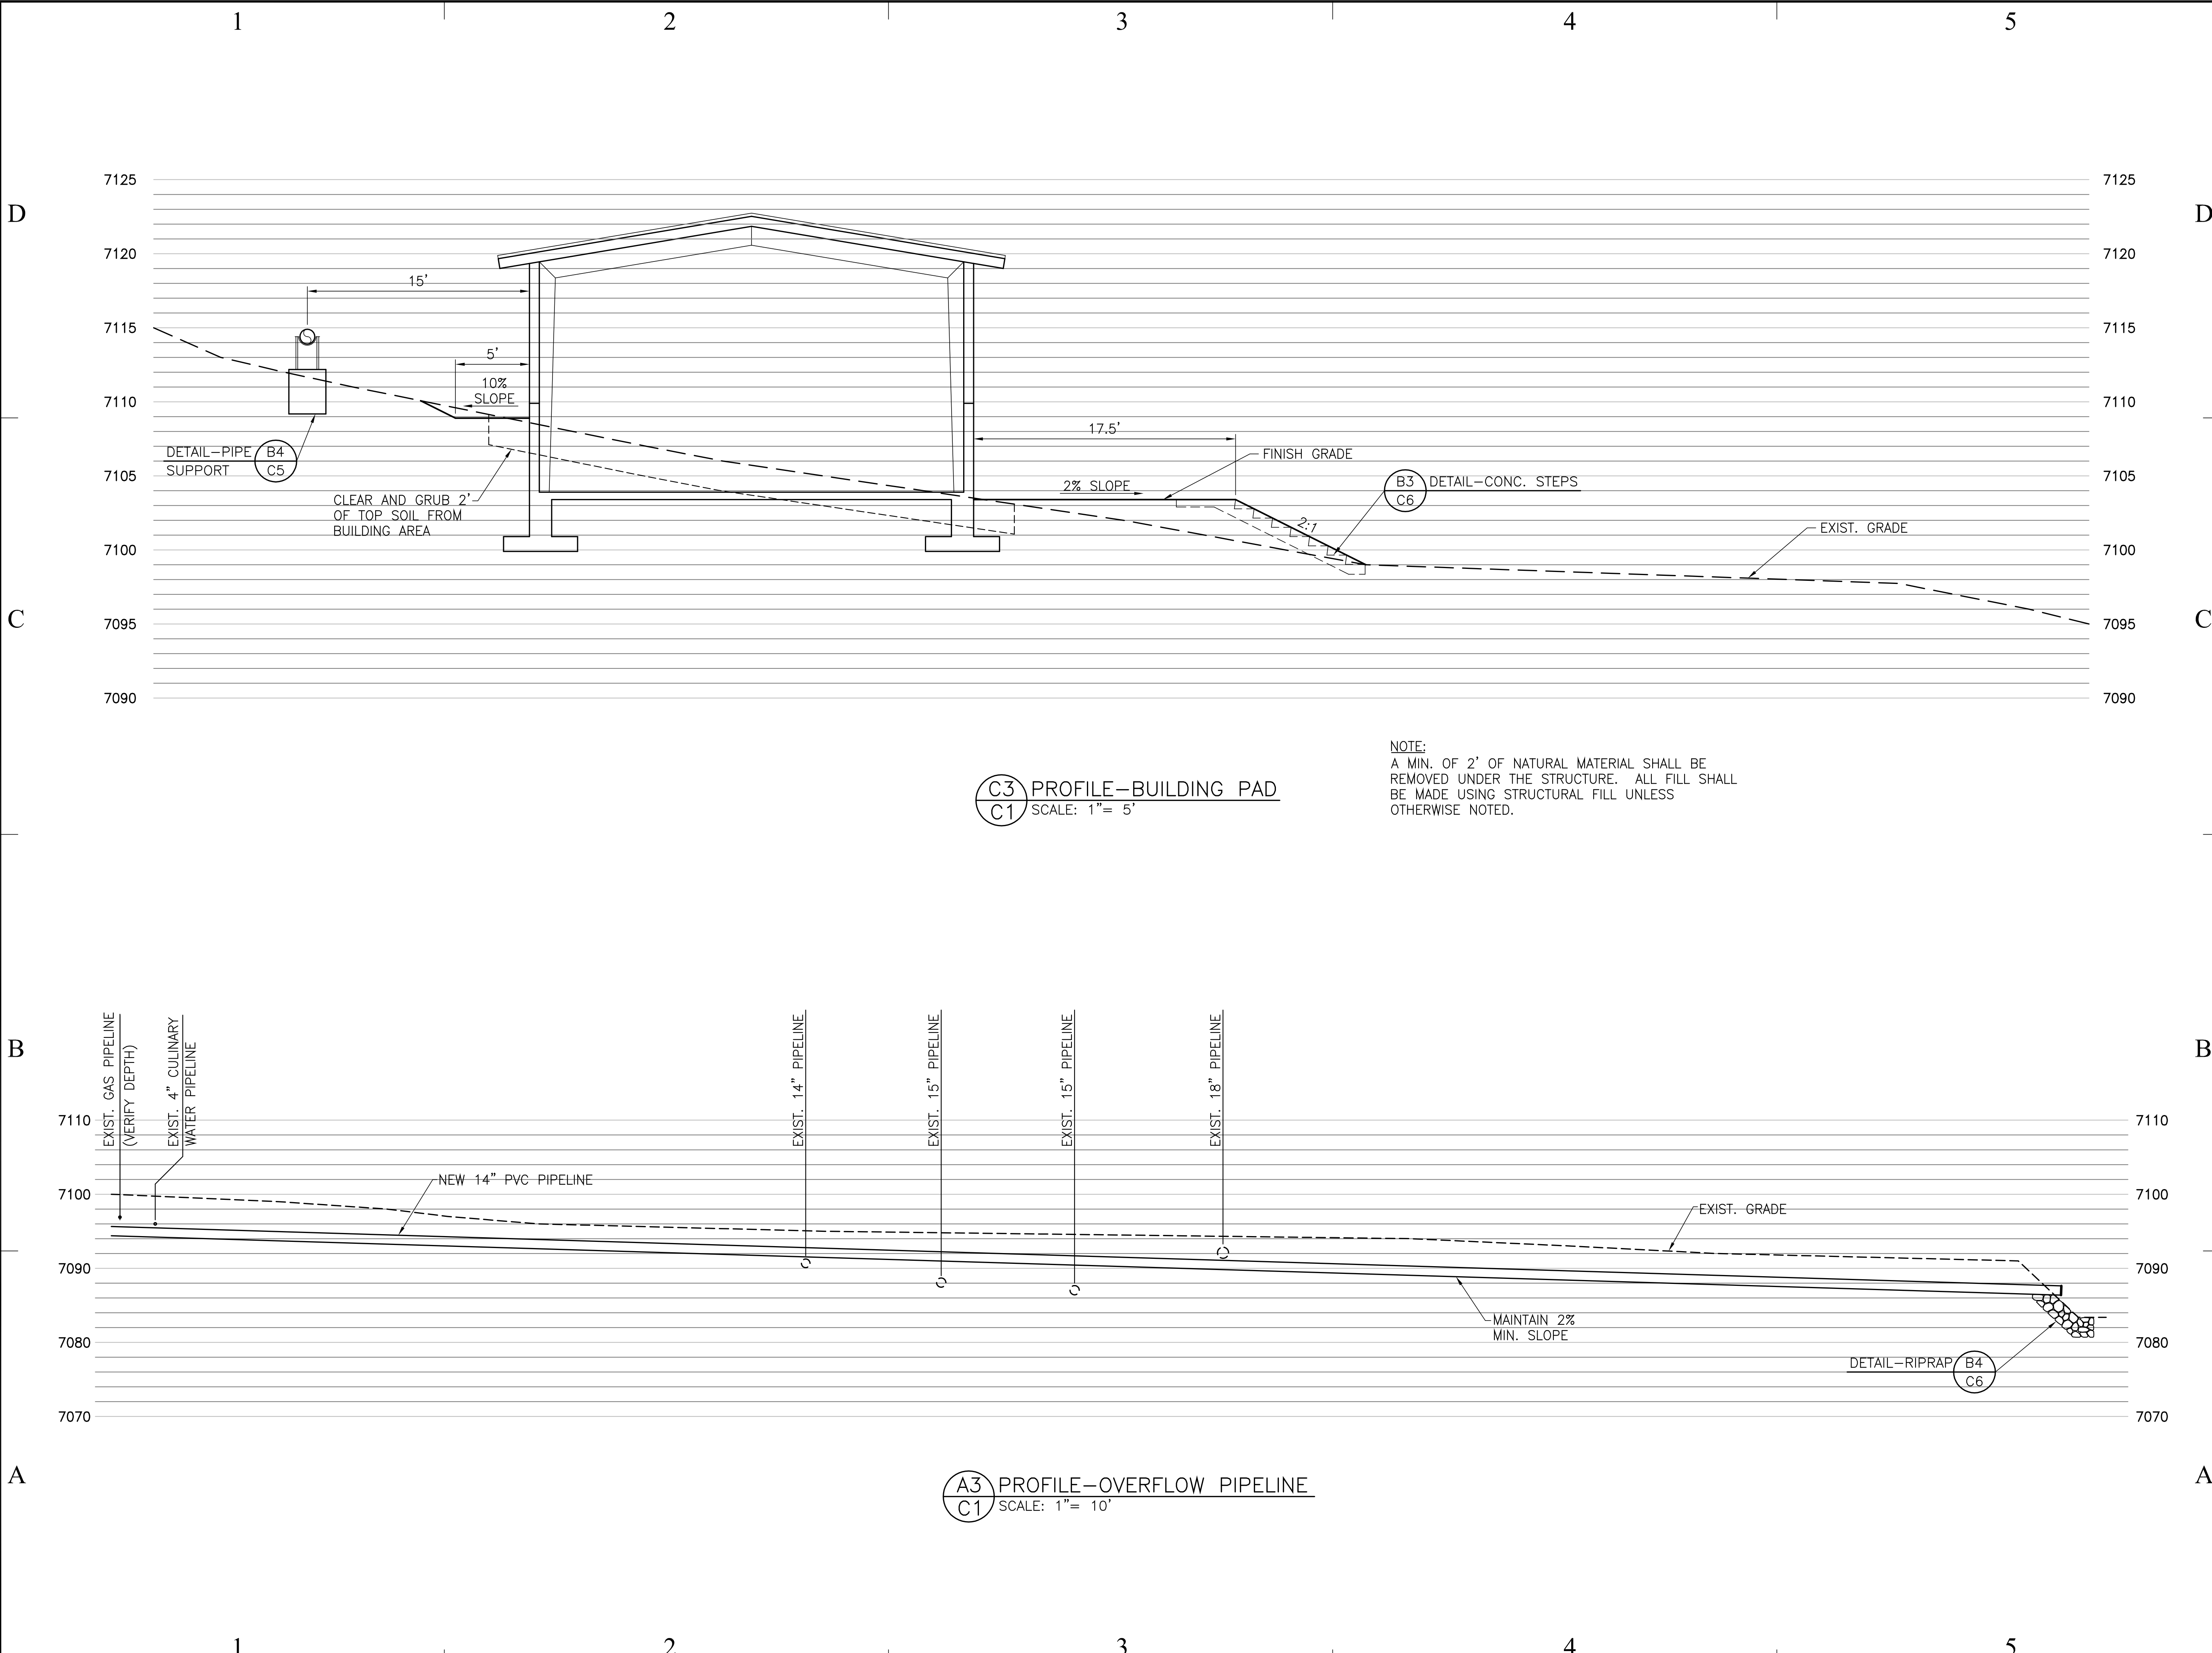 1 2 3 4 5
D D
7125 7125
7120 7120
15'
7115 7115
5'
10%
SLOPE
7110 7110
17.5'
DETAIL–PIPE B4
SUPPORT C5
FINISH GRADE
7105 7105
2% SLOPE
B3 DETAIL–CONC. STEPS
C6
CLEAR AND GRUB 2'
OF TOP SOIL FROM
BUILDING AREA
2:1
EXIST. GRADE
7100 7100
C C
7095 7095
7090 7090
C3 PROFILE–BUILDING PAD
C1 SCALE: 1"= 5'
NOTE:
A MIN. OF 2' OF NATURAL MATERIAL SHALL BE
REMOVED UNDER THE STRUCTURE. ALL FILL SHALL
BE MADE USING STRUCTURAL FILL UNLESS
OTHERWISE NOTED.
B B
EXIST. GAS PIPELINE
(VERIFY DEPTH)
EXIST. 4" CULINARY
WATER PIPELINE
EXIST. 14" PIPELINE
EXIST. 15" PIPELINE
EXIST. 15" PIPELINE
EXIST. 18" PIPELINE
7110 7110
NEW 14" PVC PIPELINE
7100 7100
EXIST. GRADE
7090 7090
MAINTAIN 2%
MIN. SLOPE
7080 7080
DETAIL–RIPRAP B4
C6
7070 7070
A A
A3 PROFILE–OVERFLOW PIPELINE
C1 SCALE: 1"= 10'
1 2 3 4 5